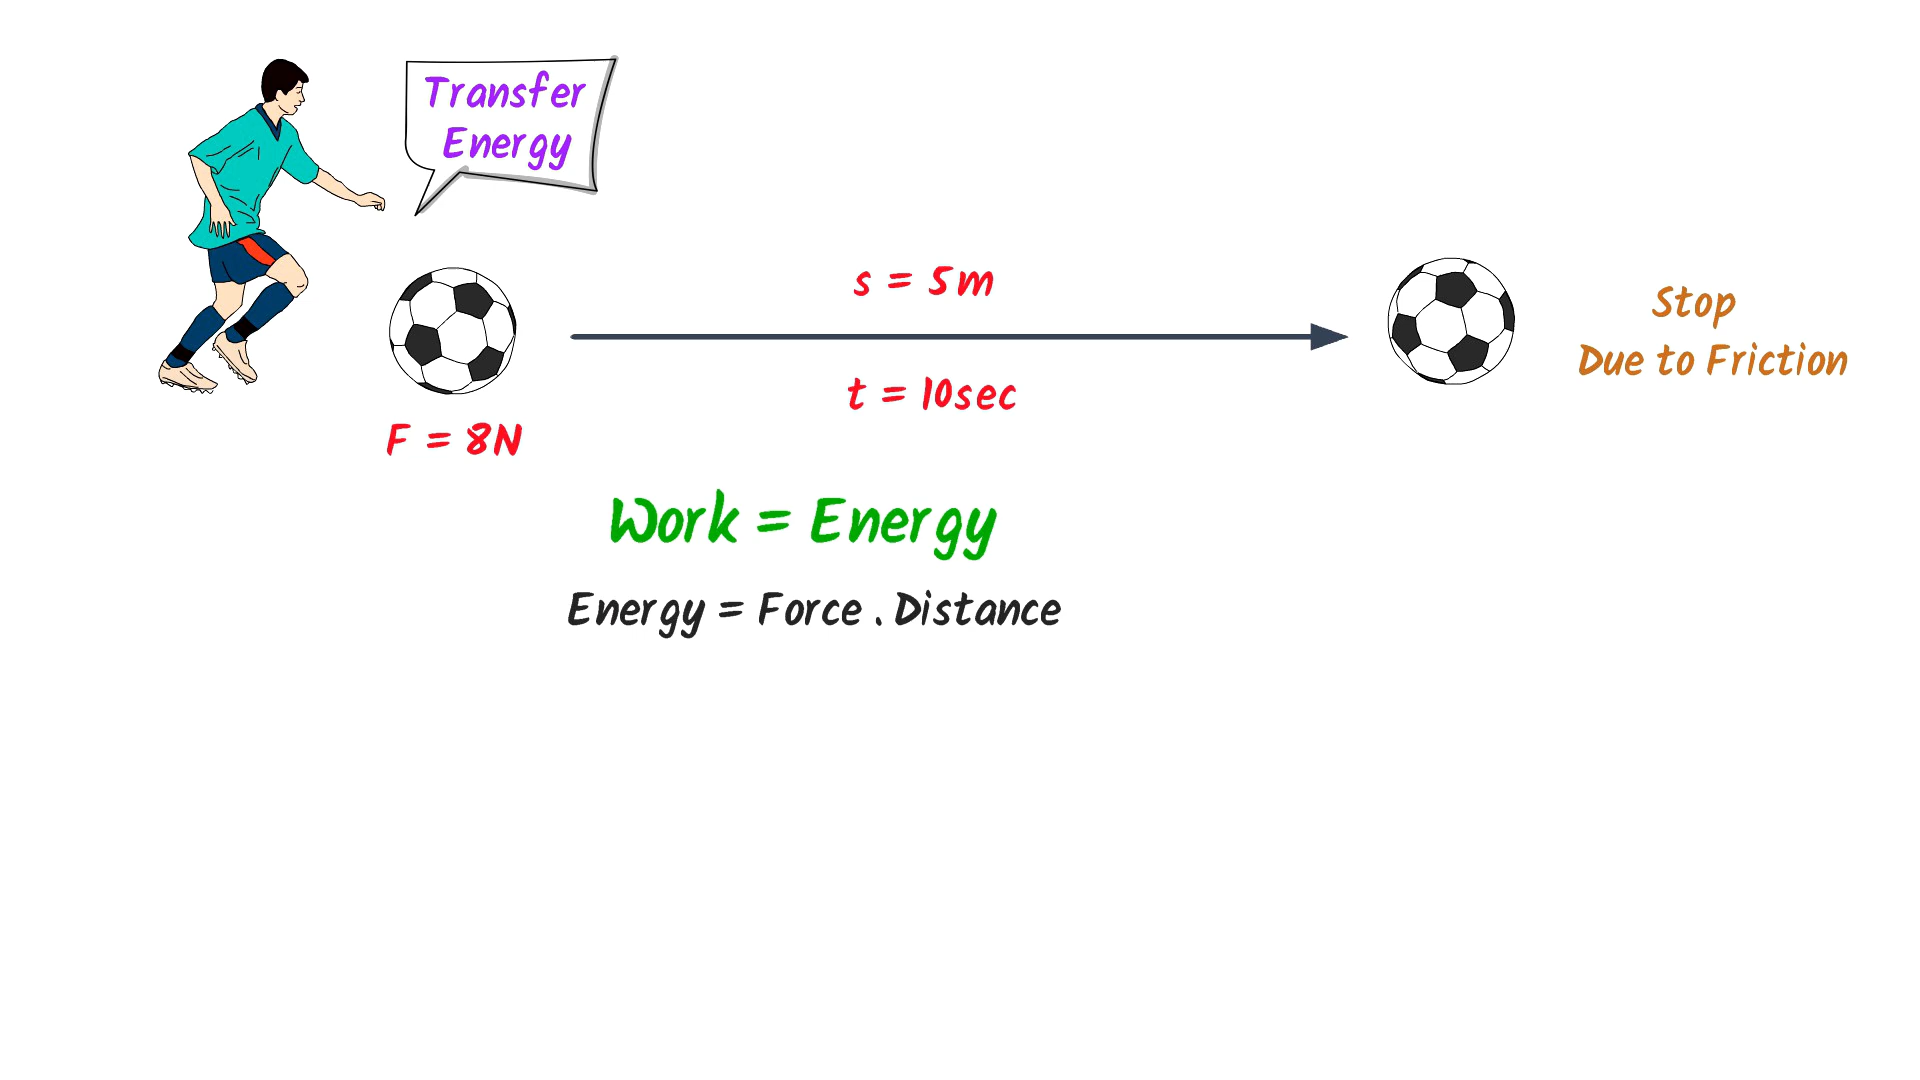 Transfer
Energy
s = 5m
t = 10sec
F = 8N
Stop
Due to Friction
Work = Energy
Energy = Force . Distance